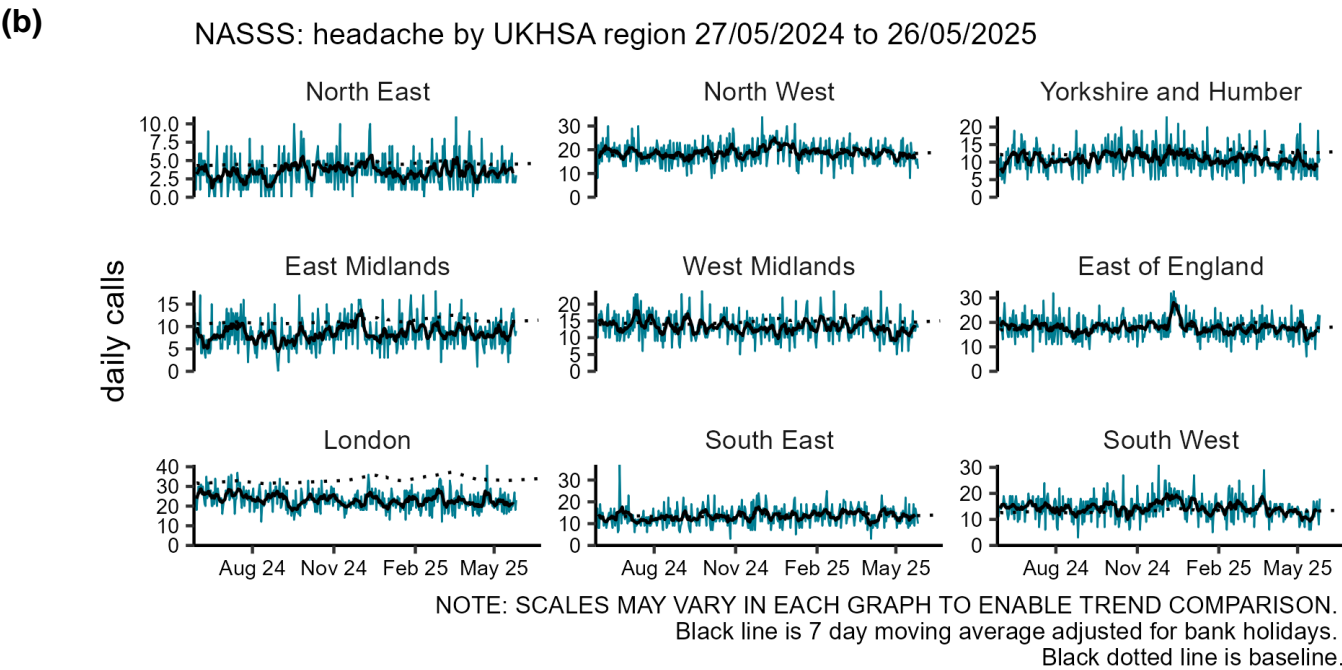 (b)
NASSS: headache by UKHSA region 27/05/2024 to 26/05/2025
North East
North West
Yorkshire and Humber
10.0
7.5
5.0
2.5
0.0
30
20
10
0
20
15
10
5
0
daily calls
East Midlands
West Midlands
East of England
15
10
5
0
20
15
10
5
0
30
20
10
0
London
South East
South West
40
30
20
10
0
30
20
10
0
30
20
10
0
Aug 24 Nov 24 Feb 25 May 25
Aug 24 Nov 24 Feb 25 May 25
Aug 24 Nov 24 Feb 25 May 25
NOTE: SCALES MAY VARY IN EACH GRAPH TO ENABLE TREND COMPARISON.
Black line is 7 day moving average adjusted for bank holidays.
Black dotted line is baseline.